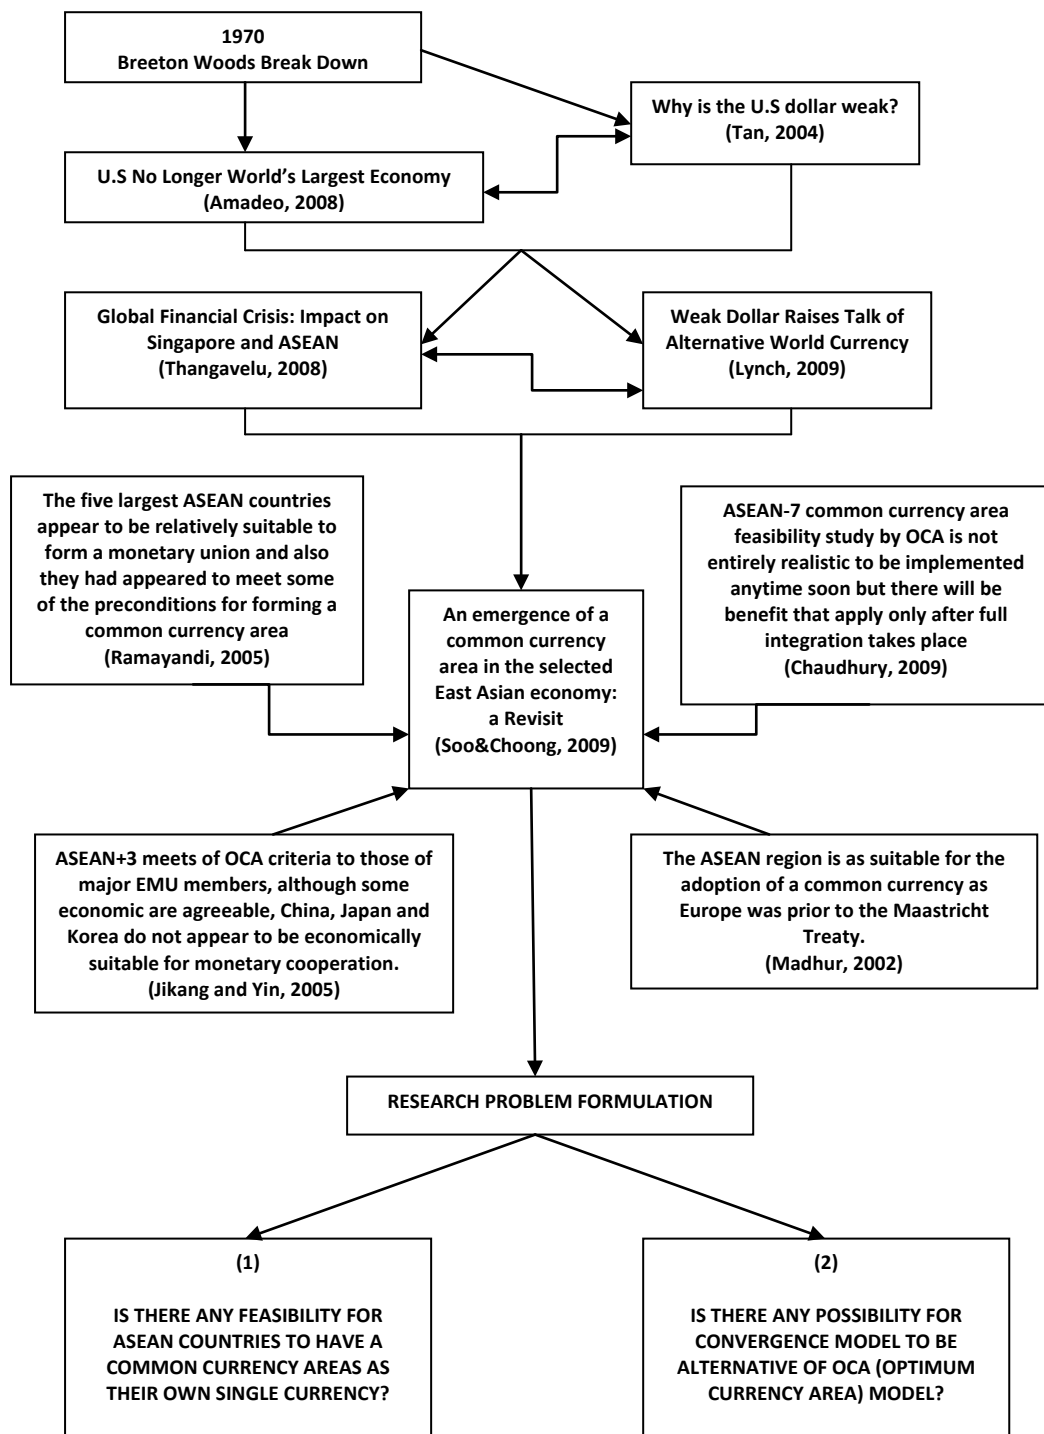 1970
Breeton Woods Break Down
Why is the U.S dollar weak?
(Tan, 2004)
U.S No Longer World’s Largest Economy
(Amadeo, 2008)
Global Financial Crisis: Impact on
Singapore and ASEAN
(Thangavelu, 2008)
Weak Dollar Raises Talk of
Alternative World Currency
(Lynch, 2009)
The five largest ASEAN countries
appear to be relatively suitable to
form a monetary union and also
they had appeared to meet some
of the preconditions for forming a
common currency area
(Ramayandi, 2005)
ASEAN-7 common currency area
feasibility study by OCA is not
entirely realistic to be implemented
anytime soon but there will be
benefit that apply only after full
integration takes place
(Chaudhury, 2009)
An emergence of a
common currency
area in the selected
East Asian economy:
a Revisit
(Soo&Choong, 2009)
ASEAN+3 meets of OCA criteria to those of
major EMU members, although some
economic are agreeable, China, Japan and
Korea do not appear to be economically
suitable for monetary cooperation.
(Jikang and Yin, 2005)
The ASEAN region is as suitable for the
adoption of a common currency as
Europe was prior to the Maastricht
Treaty.
(Madhur, 2002)
RESEARCH PROBLEM FORMULATION
(1)
IS THERE ANY FEASIBILITY FOR
ASEAN COUNTRIES TO HAVE A
COMMON CURRENCY AREAS AS
THEIR OWN SINGLE CURRENCY?
(2)
IS THERE ANY POSSIBILITY FOR
CONVERGENCE MODEL TO BE
ALTERNATIVE OF OCA (OPTIMUM
CURRENCY AREA) MODEL?